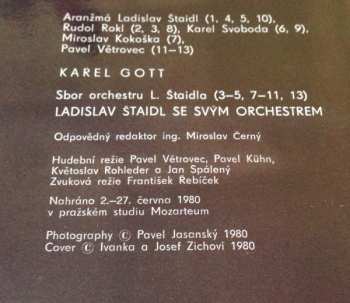 Aranžmá Ladislav Štaidl (1, 4, 5, 10),
Rudolf Rokl (2, 3, 8), Karel Svoboda (6, 9),
Miroslav Kokoška (7),
Pavel Větrovec (11–13)
KAREL GOTT
Sbor orchestru L. Štaidla (3–5, 7–11, 13)
LADISLAV ŠTAIDL SE SVÝM ORCHESTREM
Odpovědný redaktor ing. Miroslav Černý
Hudební režie Pavel Větrovec, Pavel Kühn,
Květoslav Rohleder a Jan Spálený
Zvuková režie František Řebíček
Nahráno 2.–27. června 1980
v pražském studiu Mozarteum
Photography © Pavel Jasanský 1980
Cover © Ivanka a Josef Zichovi 1980